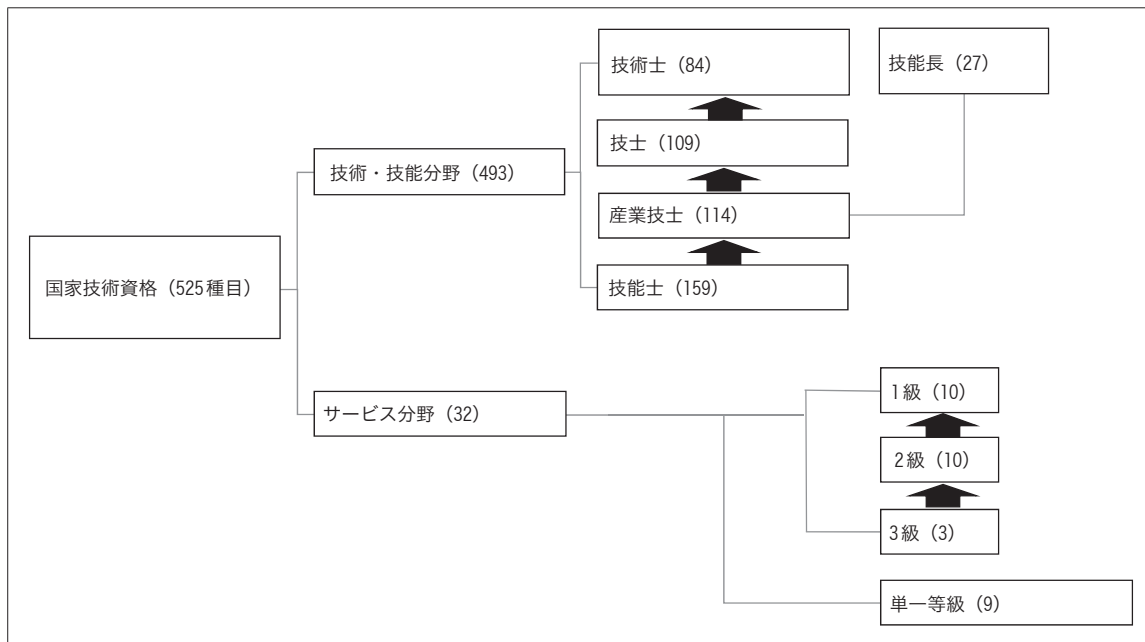 技術士（84）
技能長（27）
技士（109）
技術・技能分野（493）
産業技士（114）
国家技術資格（525種目）
技能士（159）
1級（10）
サービス分野（32）
2級（10）
3級（3）
単一等級（9）